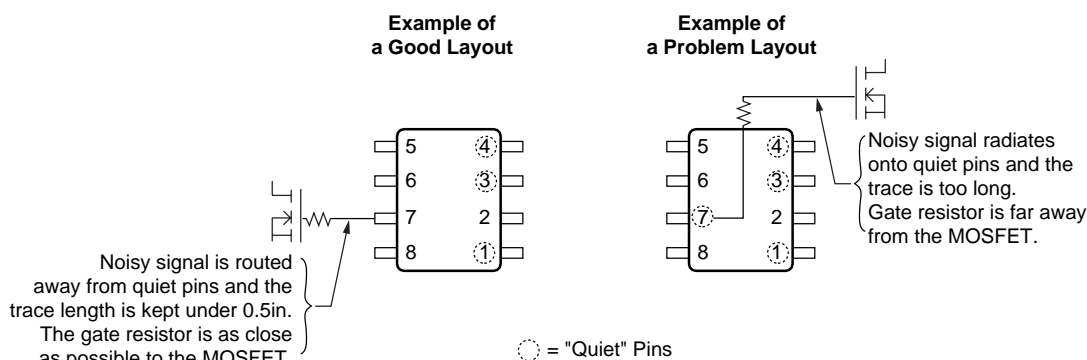 Example of
a Good Layout
Example of
a Problem Layout
5 4
6 3
7 2
8 1
5 4
6 3
7 2
8 1
Noisy signal radiates
onto quiet pins and the
trace is too long.
Gate resistor is far away
from the MOSFET.
Noisy signal is routed
away from quiet pins and the
trace length is kept under 0.5in.
The gate resistor is as close
as possible to the MOSFET.
= "Quiet" Pins